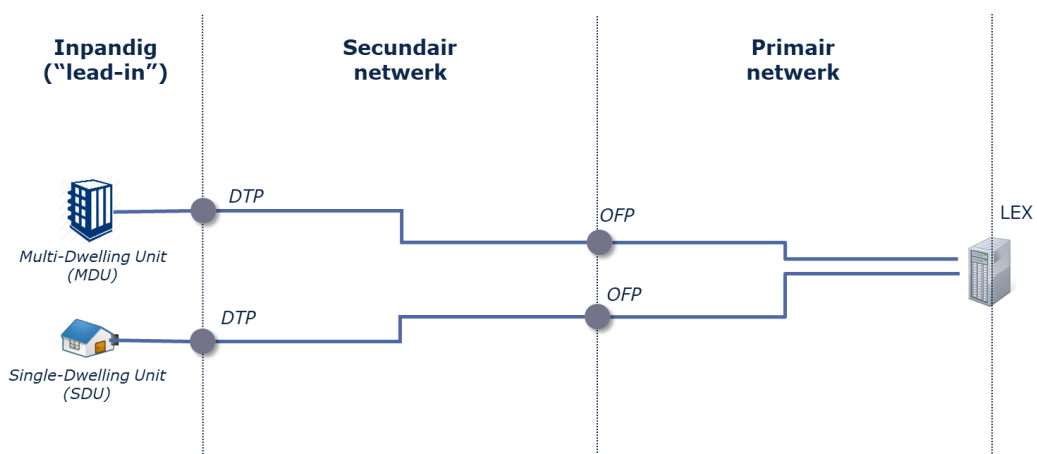 Inpandig
(“lead-in”)
Secundair
netwerk
Primair
netwerk
DTP
OFP
LEX
Multi-Dwelling Unit
(MDU)
OFP
DTP
Single-Dwelling Unit
(SDU)